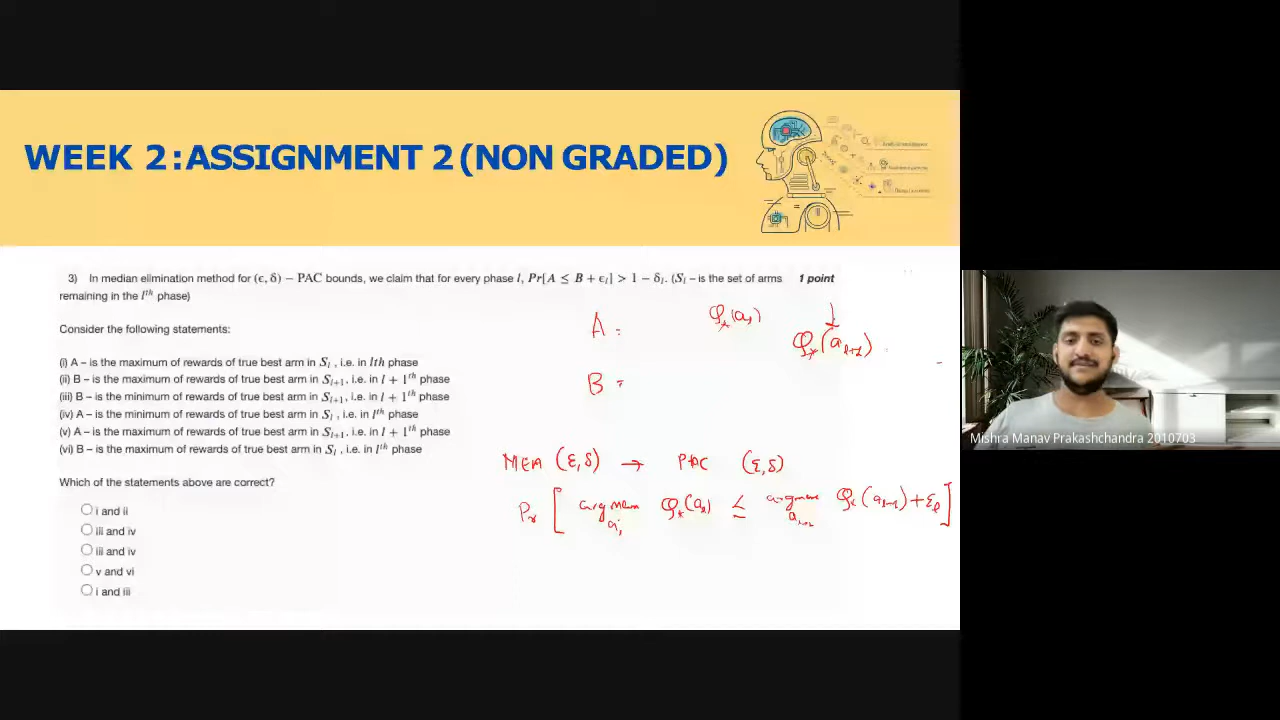 WEEK 2:ASSIGNMENT 2(NON GRADED)
3) In median elimination method for (ϵ, δ) − PAC bounds, we claim that for every phase l, Pr[A ≤ B + ϵ_l] > 1 − δ_l. (S_l − is the set of arms 1 point
remaining in the l^th phase)
Consider the following statements:
(i) A – is the maximum of rewards of true best arm in S_l, i.e. in lth phase
(ii) B – is the maximum of rewards of true best arm in S_{l+1}, i.e. in l + 1^th phase
(iii) B – is the minimum of rewards of true best arm in S_{l+1}, i.e. in l + 1^th phase
(iv) A – is the minimum of rewards of true best arm in S_l , i.e. in l^th phase
(v) A – is the maximum of rewards of true best arm in S_{l+1}, i.e. in l + 1^th phase
(vi) B – is the maximum of rewards of true best arm in S_l , i.e. in l^th phase
Which of the statements above are correct?
i and ii
iii and iv
iii and iv
v and vi
i and iii
A :
B :
MEA (ε, δ) → PAC (ε, δ)
Pr [
Mishra Manav Prakashchandra 2010703